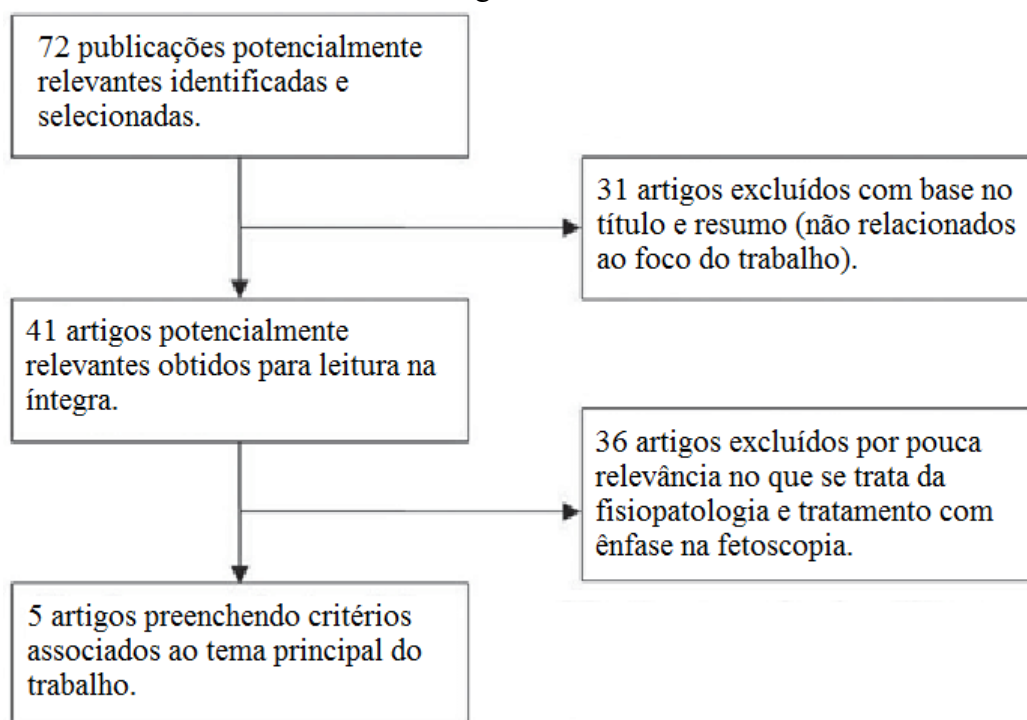 72 publicações potencialmente
relevantes identificadas e
selecionadas.
31 artigos excluídos com base no
título e resumo (não relacionados
ao foco do trabalho).
41 artigos potencialmente
relevantes obtidos para leitura na
íntegra.
36 artigos excluídos por pouca
relevância no que se trata da
fisiopatologia e tratamento com
ênfase na fetoscopia.
5 artigos preenchendo critérios
associados ao tema principal do
trabalho.